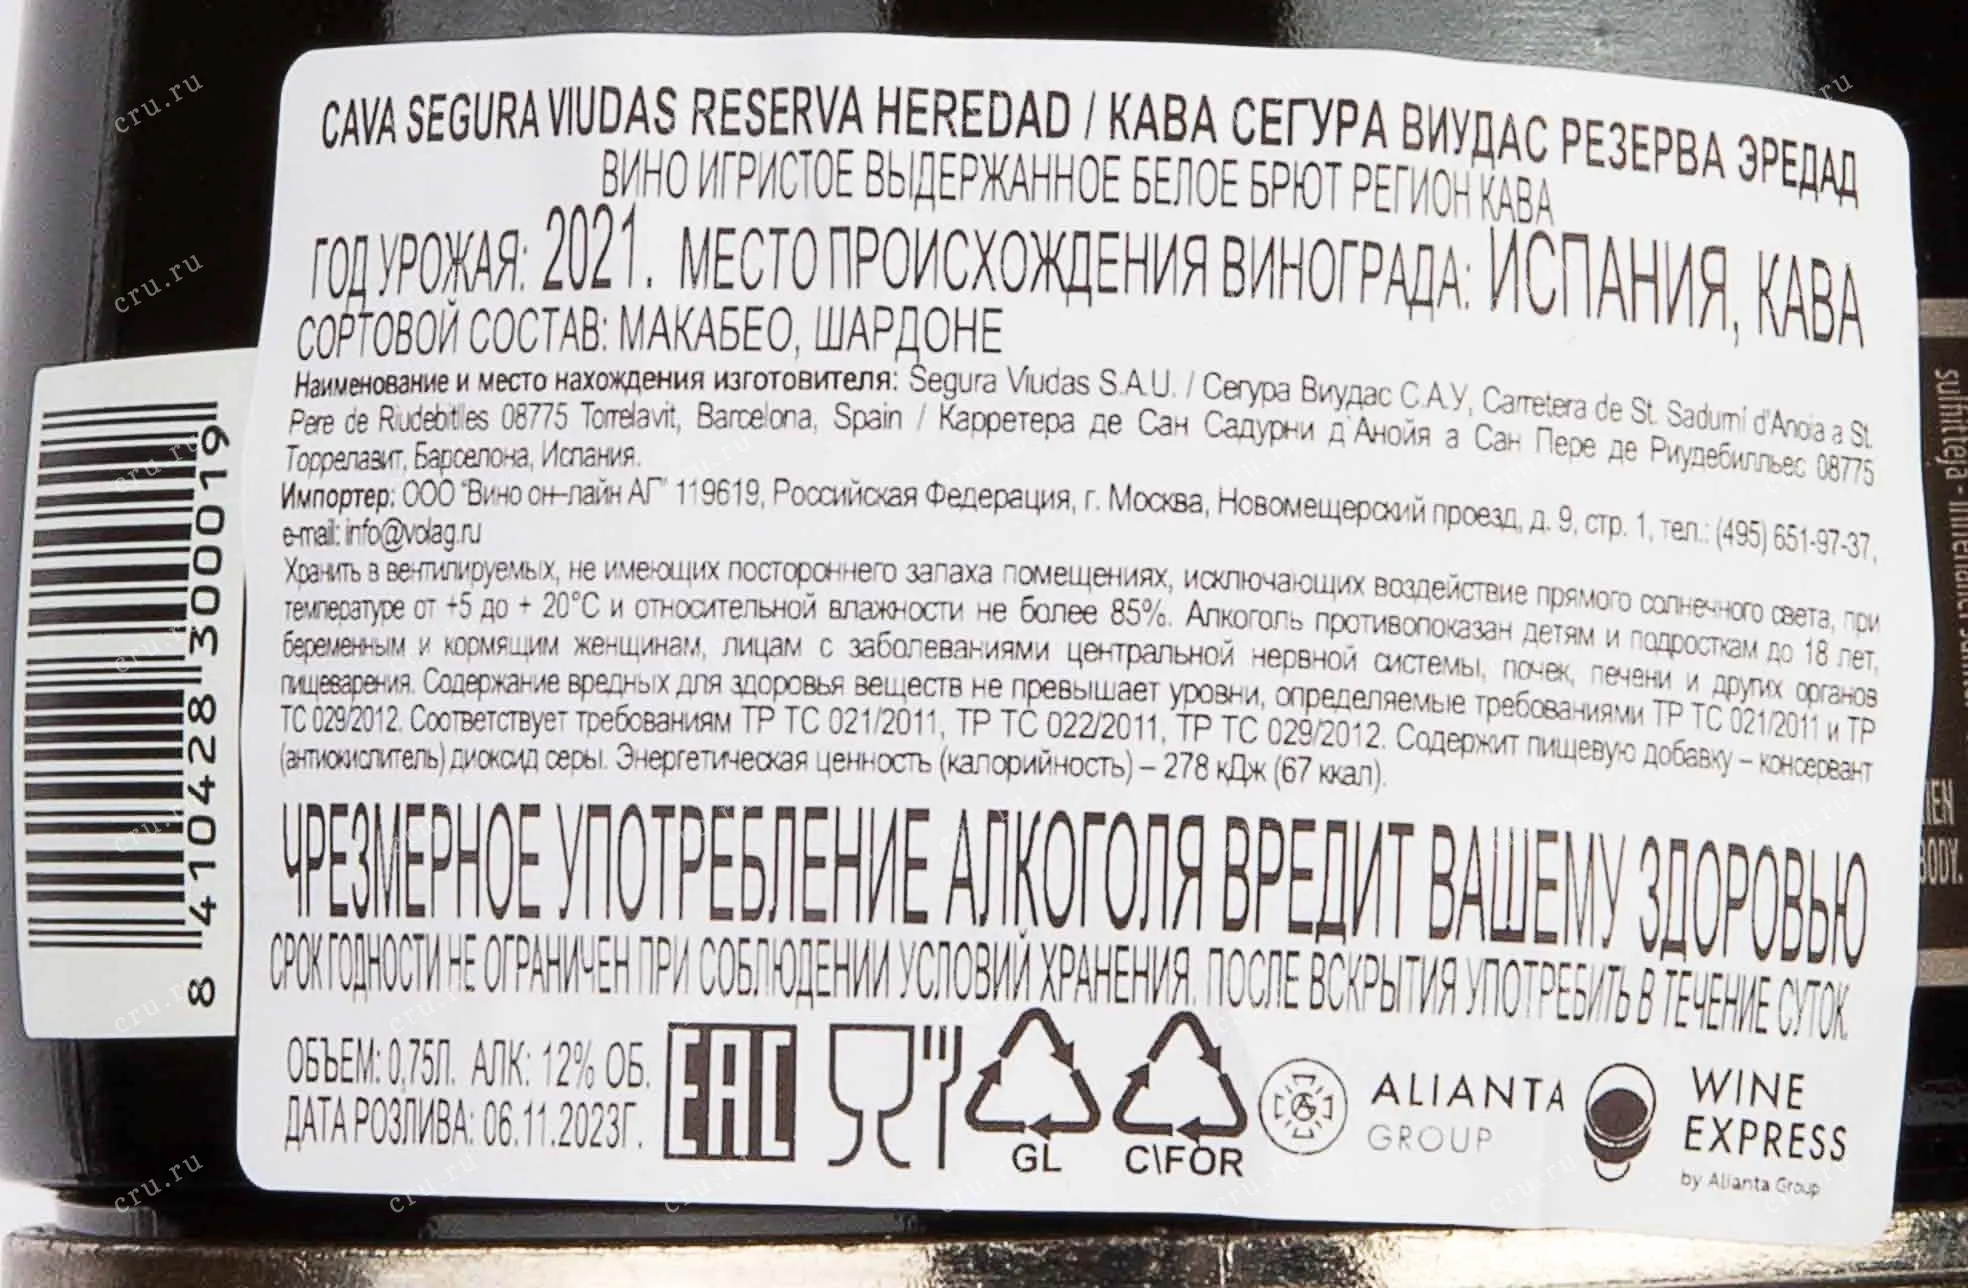 CAVA SEGURA VIUDAS RESERVA HEREDAD / КАВА СЕГУРА ВИУДАС РЕЗЕРВА ЭРЕДАД
ВИНО ИГРИСТОЕ ВЫДЕРЖАННОЕ БЕЛОЕ БРЮТ РЕГИОН КАВА
ГОД УРОЖАЯ: 2021. МЕСТО ПРОИСХОЖДЕНИЯ ВИНОГРАДА: ИСПАНИЯ, КАВА
СОРТОВОЙ СОСТАВ: МАКАБЕО, ШАРДОНЕ
Наименование и место нахождения изготовителя: Segura Viudas S.A.U. / Сегура Виудас С.А.У, Carretera de St. Sadurní d'Anoia a St.
Pere de Riudebitlles 08775 Torrelavit, Barcelona, Spain / Карретера де Сан Садурни д`Анойя а Сан Пере де Риудебилльес 08775
Торрелавит, Барселона, Испания.
Импортер: ООО "Вино он-лайн АГ" 119619, Российская Федерация, г. Москва, Новомещерский проезд, д. 9, стр. 1, тел.: (495) 651-97-37,
e-mail: info@volag.ru
Хранить в вентилируемых, не имеющих постороннего запаха помещениях, исключающих воздействие прямого солнечного света, при
температуре от +5 до + 20°С и относительной влажности не более 85%. Алкоголь противопоказан детям и подросткам до 18 лет,
беременным и кормящим женщинам, лицам с заболеваниями центральной нервной системы, почек, печени и других органов
пищеварения. Содержание вредных для здоровья веществ не превышает уровни, определяемые требованиями ТР ТС 021/2011 и ТР
ТС 029/2012. Соответствует требованиям ТР ТС 021/2011, ТР ТС 022/2011, ТР ТС 029/2012. Содержит пищевую добавку – консервант
(антиокислитель) диоксид серы. Энергетическая ценность (калорийность) – 278 кДж (67 ккал).
ЧРЕЗМЕРНОЕ УПОТРЕБЛЕНИЕ АЛКОГОЛЯ ВРЕДИТ ВАШЕМУ ЗДОРОВЬЮ
СРОК ГОДНОСТИ НЕ ОГРАНИЧЕН ПРИ СОБЛЮДЕНИИ УСЛОВИЙ ХРАНЕНИЯ. ПОСЛЕ ВСКРЫТИЯ УПОТРЕБИТЬ В ТЕЧЕНИЕ СУТОК.
ОБЪЕМ: 0,75Л. АЛК: 12% ОБ.
ДАТА РОЗЛИВА: 06.11.2023Г.
EAC
GL
C\FOR
ALIANTA
GROUP
WINE
EXPRESS
by Alianta Group
8 410428 300019
BODY.
cru.ru